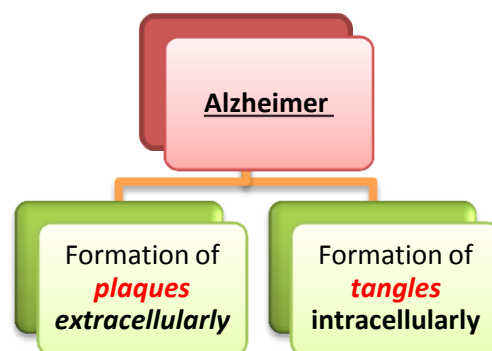 Alzheimer
Formation of
plaques
extracellularly
Formation of
tangles
intracellularly